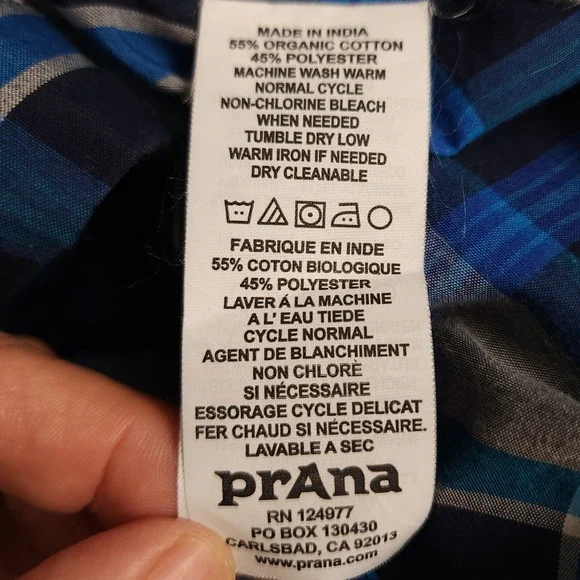 MADE IN INDIA
55% ORGANIC COTTON
45% POLYESTER
MACHINE WASH WARM
NORMAL CYCLE
NON-CHLORINE BLEACH
WHEN NEEDED
TUMBLE DRY LOW
WARM IRON IF NEEDED
DRY CLEANABLE
FABRIQUE EN INDE
55% COTON BIOLOGIQUE
45% POLYESTER
LAVER Á LA MACHINE
A L' EAU TIEDE
CYCLE NORMAL
AGENT DE BLANCHIMENT
NON CHLORÈ
SI NÉCESSAIRE
ESSORAGE CYCLE DELICAT
FER CHAUD SI NÉCESSAIRE.
LAVABLE A SEC
prAna
RN 124977
PO BOX 130430
CARLSBAD, CA 92013
www.prana.com